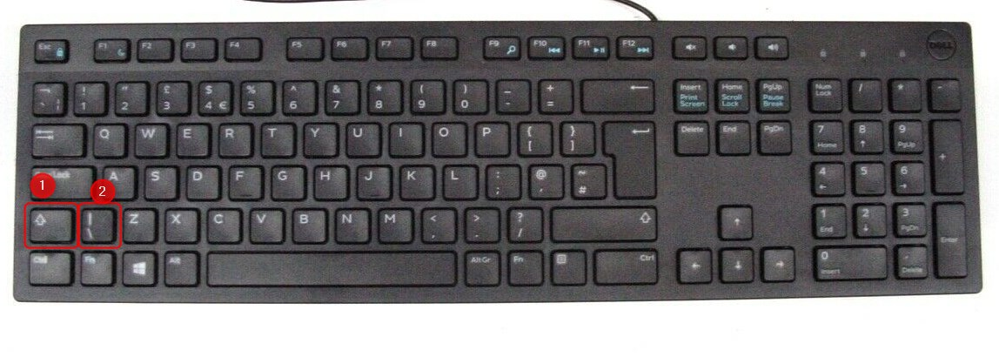 Esc F1 F2 F3 F4 F5 F6 F7 F8 F9 F10 F11 F12 DELL
¬ ! " £ $ % ^ & * ( ) _ + Insert Home PgUp Num Lock / * -
` ¦ 1 2 3 4 € 5 6 7 8 9 0 - = Print Screen Scroll Lock Pause Break
Q W E R T Y U I O P { } Delete End PgDn 7 8 9 +
[ ] Home ↑ PgUp
Lock A S D F G H J K L : @ ~ 4 5 6
; ' # ← →
1 2
| Z X C V B N M < > ? 1 2 3 Enter
\ , . / End ↓ PgDn
Ctrl Fn Alt Alt Gr Fn Ctrl 0 .
Insert Delete